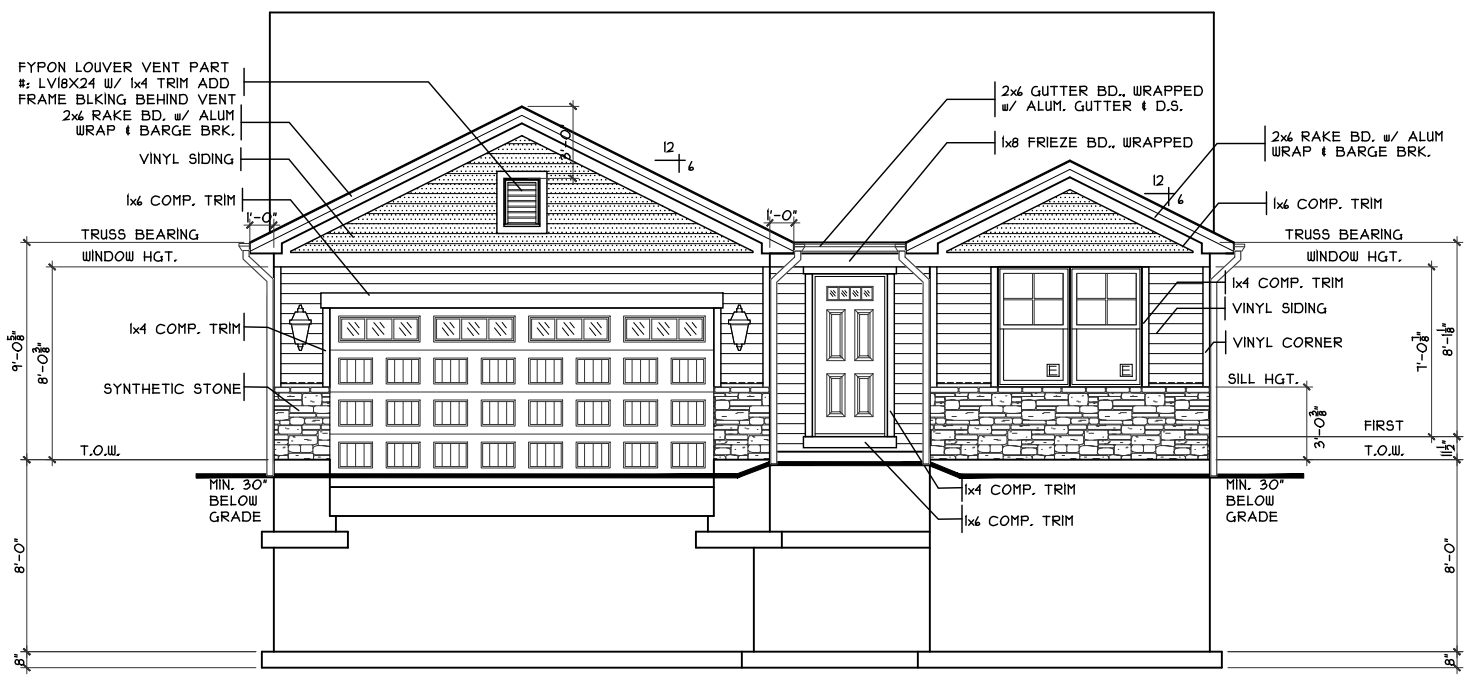 FYPON LOUVER VENT PART
#: LV18X24 W/ 1x4 TRIM ADD
FRAME BLKING BEHIND VENT
2x6 RAKE BD. w/ ALUM
WRAP & BARGE BRK.
VINYL SIDING
1x6 COMP. TRIM
1'-0"
TRUSS BEARING
WINDOW HGT.
1x4 COMP. TRIM
9'-0 5/8"
8'-0 3/8"
SYNTHETIC STONE
T.O.W.
MIN. 30"
BELOW
GRADE
8'-0"
8"
3'-0"
12
6
1'-0"
2x6 GUTTER BD., WRAPPED
w/ ALUM. GUTTER & D.S.
1x8 FRIEZE BD., WRAPPED
2x6 RAKE BD. w/ ALUM
WRAP & BARGE BRK.
12
6
1x6 COMP. TRIM
TRUSS BEARING
WINDOW HGT.
1x4 COMP. TRIM
VINYL SIDING
VINYL CORNER
E
E
SILL HGT.
7'-0 7/8"
8'-1 1/8"
3'-0 3/8"
FIRST
T.O.W.
11 1/2"
1x4 COMP. TRIM
1x6 COMP. TRIM
MIN. 30"
BELOW
GRADE
8'-0"
8"